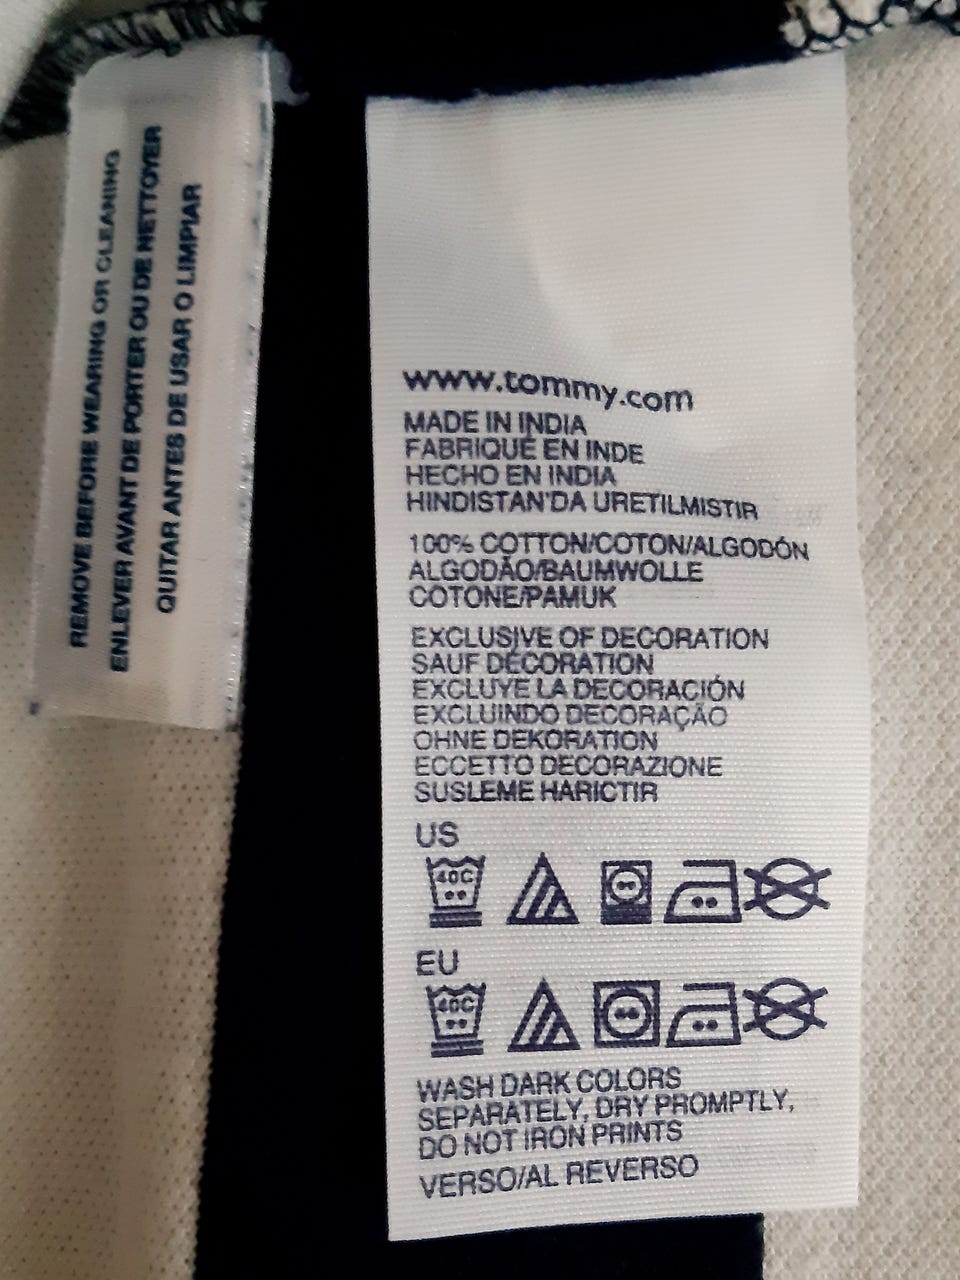 REMOVE BEFORE WEARING OR CLEANING
ENLEVER AVANT DE PORTER OU DE NETTOYER
QUITAR ANTES DE USAR O LIMPIAR
www.tommy.com
MADE IN INDIA
FABRIQUÉ EN INDE
HECHO EN INDIA
HINDISTAN'DA URETILMISTIR
100% COTTON/COTON/ALGODÓN
ALGODÃO/BAUMWOLLE
COTONE/PAMUK
EXCLUSIVE OF DECORATION
SAUF DÉCORATION
EXCLUYE LA DECORACIÓN
EXCLUINDO DECORAÇÃO
OHNE DEKORATION
ECCETTO DECORAZIONE
SUSLEME HARICTIR
US
40C
EU
40C
WASH DARK COLORS
SEPARATELY, DRY PROMPTLY,
DO NOT IRON PRINTS
VERSO/AL REVERSO